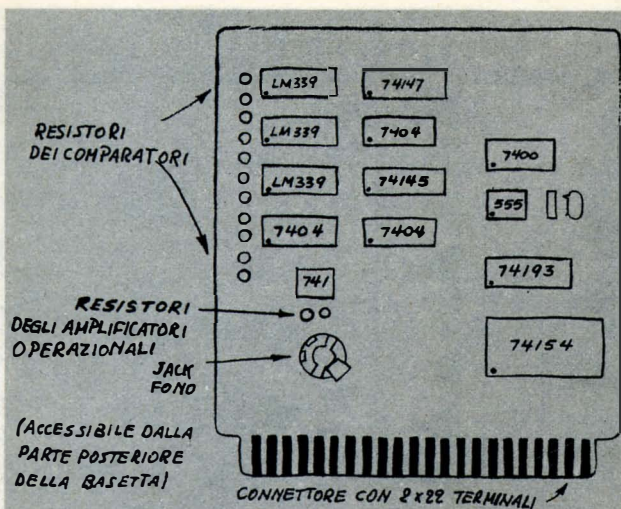 LM339
74147
RESISTORI
DEI COMPARATORI
LM339
7404
7400
LM339
74145
555
7404
7404
741
74193
RESISTORI
DEGLI AMPLIFICATORI
OPERAZIONALI
JACK
FONO
74154
(ACCESSIBILE DALLA
PARTE POSTERIORE
DELLA BASETTA)
CONNETTORE CON 2x22 TERMINALI